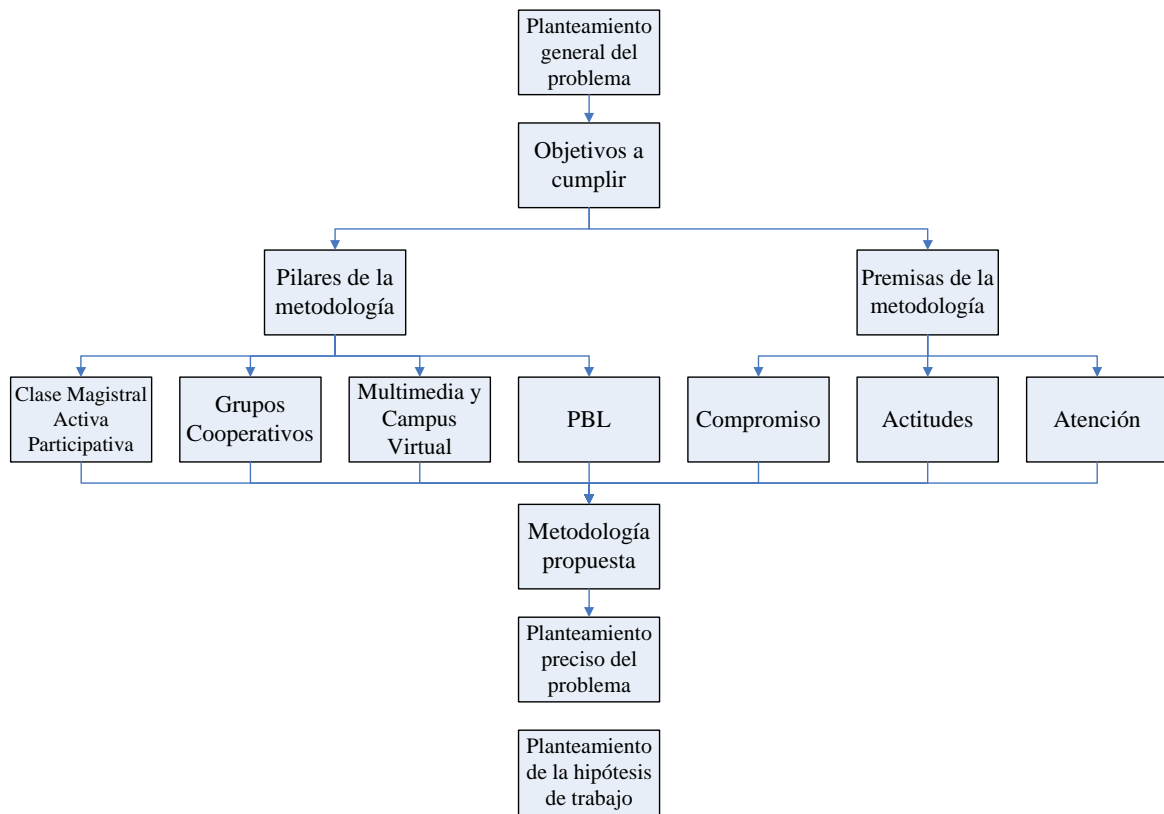 Planteamiento
general del
problema
Objetivos a
cumplir
Pilares de la
metodología
Premisas de la
metodología
Clase Magistral
Activa
Participativa
Grupos
Cooperativos
Multimedia y
Campus
Virtual
PBL
Compromiso
Actitudes
Atención
Metodología
propuesta
Planteamiento
preciso del
problema
Planteamiento
de la hipótesis
de trabajo